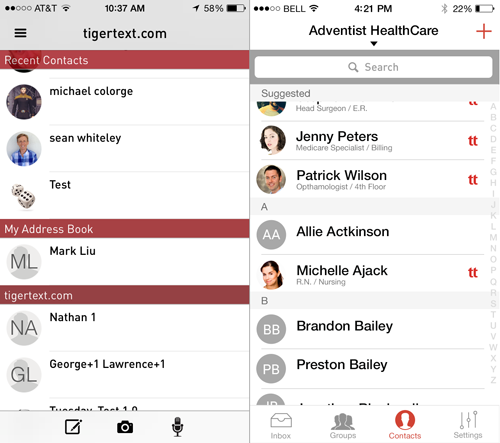 AT&T 10:37 AM 58%
tigertext.com
Recent Contacts
michael colorge
sean whiteley
Test
My Address Book
ML Mark Liu
tigertext.com
NA Nathan 1
GL George+1 Lawrence+1
Tuesday, Test 1.0
BELL 4:21 PM 22%
Adventist HealthCare
Search
Suggested
Head Surgeon / E.R.
Jenny Peters
Medicare Specialist / Billing
tt
Patrick Wilson
Opthamologist / 4th Floor
tt
A
AA Allie Actkinson
Michelle Ajack
R.N. / Nursing
tt
B
BB Brandon Bailey
PB Preston Bailey
A
B
C
D
E
F
G
H
I
J
K
L
M
N
O
P
Q
R
S
T
U
V
W
X
Y
Z
Inbox Groups Contacts Settings